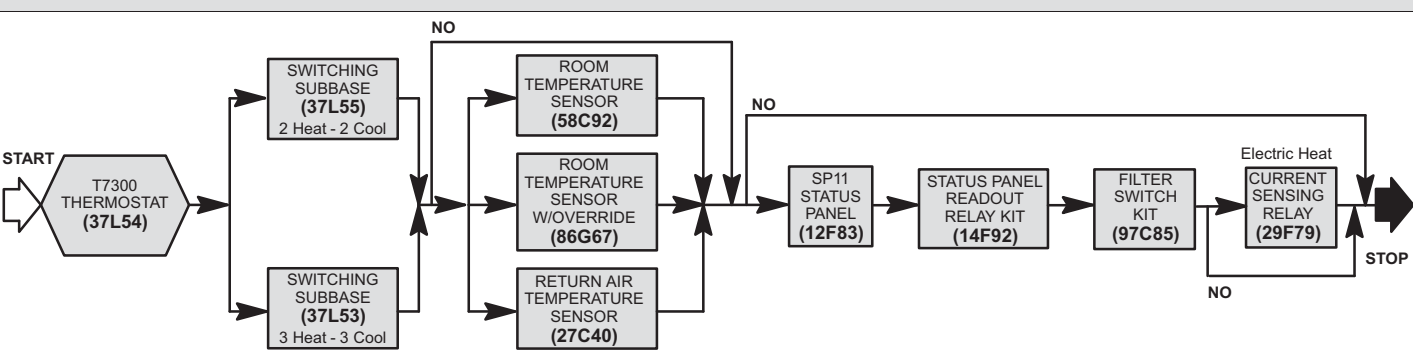 START
T7300
THERMOSTAT
(37L54)
SWITCHING
SUBBASE
(37L55)
2 Heat - 2 Cool
SWITCHING
SUBBASE
(37L53)
3 Heat - 3 Cool
NO
ROOM
TEMPERATURE
SENSOR
(58C92)
ROOM
TEMPERATURE
SENSOR
W/OVERRIDE
(86G67)
RETURN AIR
TEMPERATURE
SENSOR
(27C40)
NO
SP11
STATUS
PANEL
(12F83)
STATUS PANEL
READOUT
RELAY KIT
(14F92)
FILTER
SWITCH
KIT
(97C85)
Electric Heat
CURRENT
SENSING
RELAY
(29F79)
NO
STOP